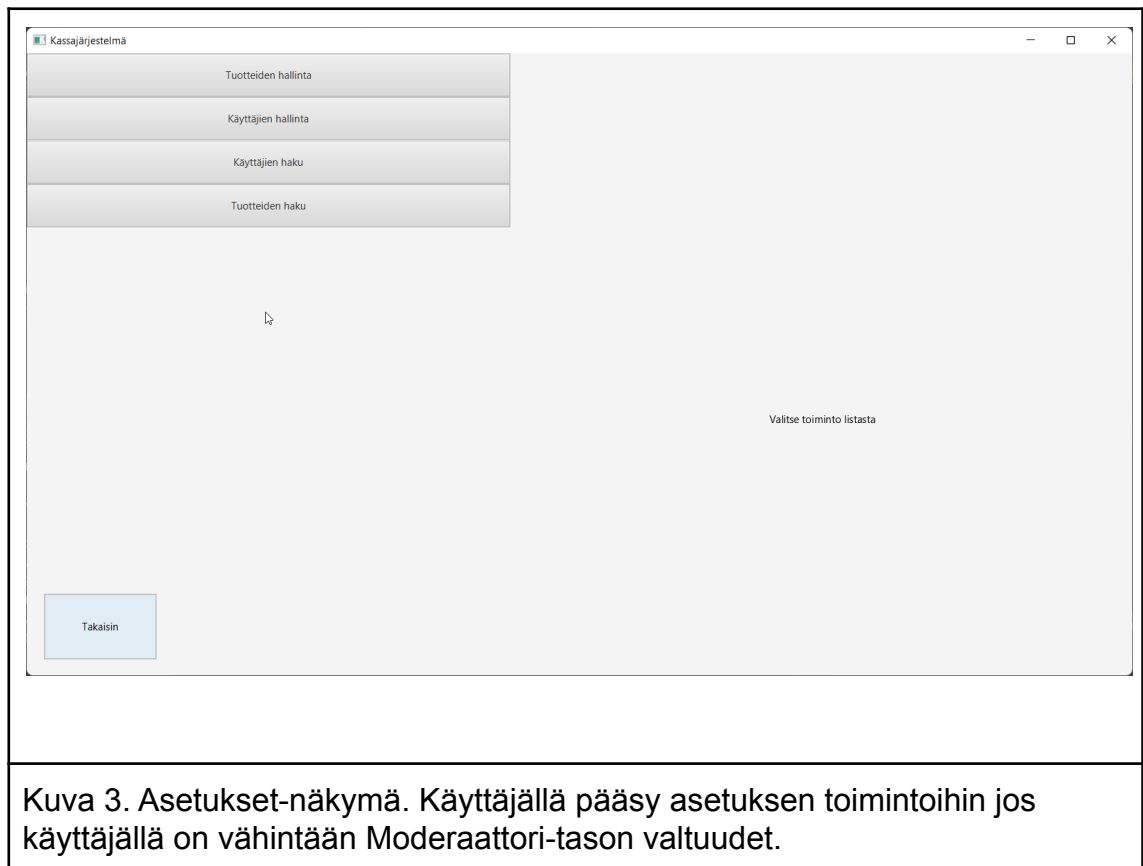 Kassajärjestelmä
Tuotteiden hallinta
Käyttäjien hallinta
Käyttäjien haku
Tuotteiden haku
Valitse toiminto listasta
Takaisin
Kuva 3. Asetukset-näkymä. Käyttäjällä pääsy asetuksen toimintoihin jos
käyttäjällä on vähintään Moderaattori-tason valtuudet.